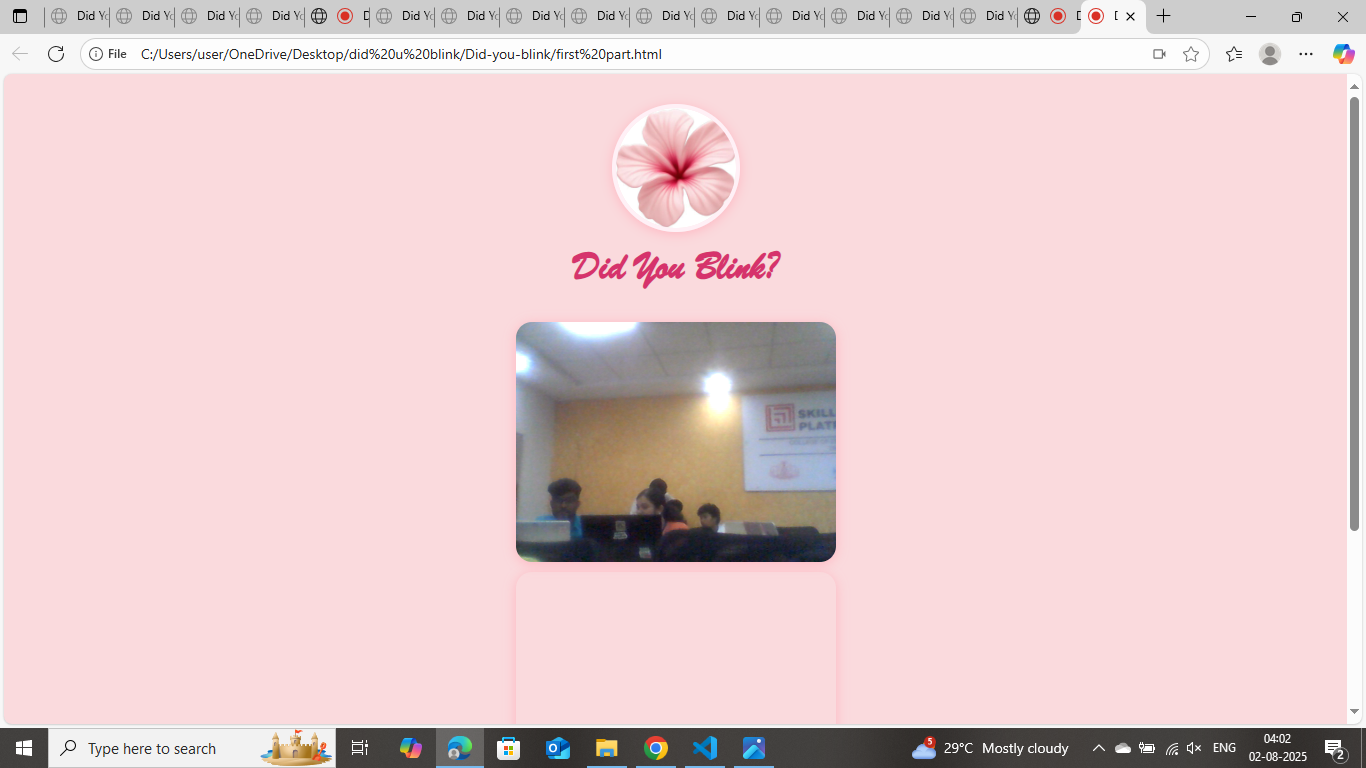 Did Yo Did Yo Did Yo Did Yo D Did Yo Did Yo Did Yo Did Yo Did Yo Did Yo Did Yo Did Yo Did Yo Did Yo D D
File C:/Users/user/OneDrive/Desktop/did%20u%20blink/Did-you-blink/first%20part.html
Did You Blink?
SKILL
PLAT
Type here to search
5
29°C Mostly cloudy
ENG
04:02
02-08-2025
2